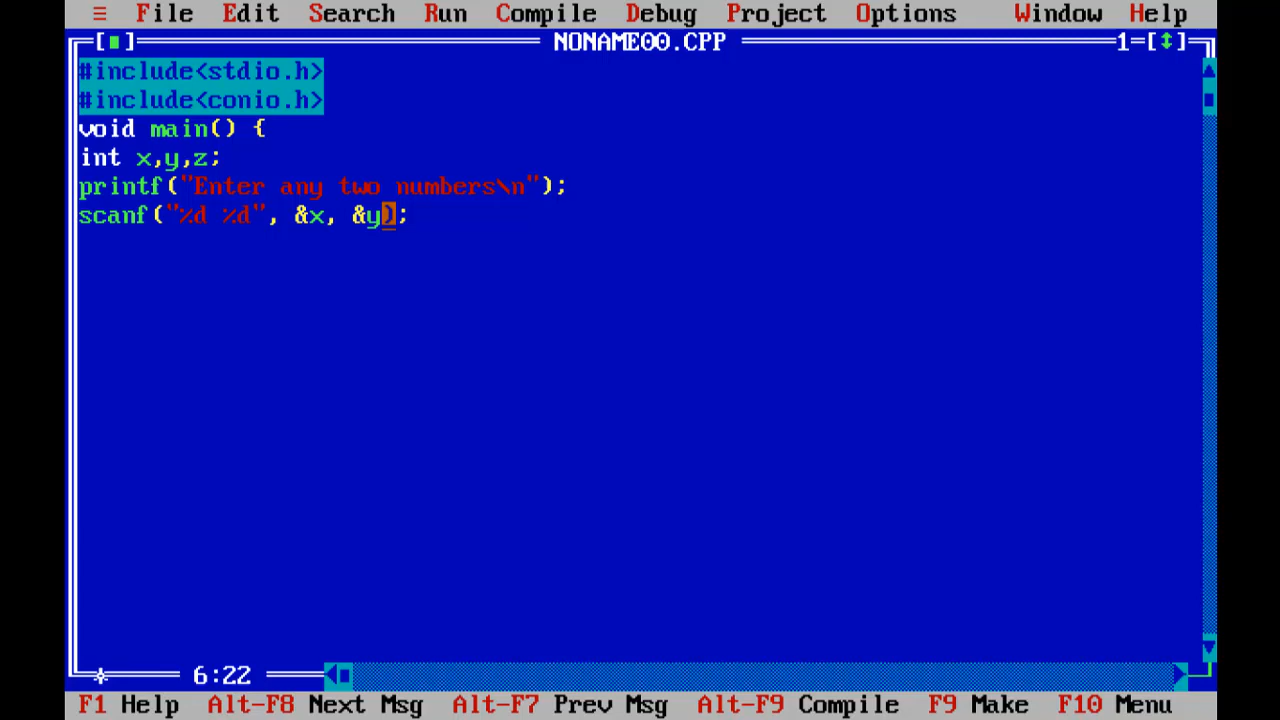 ≡ File Edit Search Run Compile Debug Project Options Window Help
[■] NONAME00.CPP 1=[↕]
#include<stdio.h>
#include<conio.h>
void main() {
int x,y,z;
printf("Enter any two numbers\n");
scanf("%d %d", &x, &y);
6:22
F1 Help Alt-F8 Next Msg Alt-F7 Prev Msg Alt-F9 Compile F9 Make F10 Menu